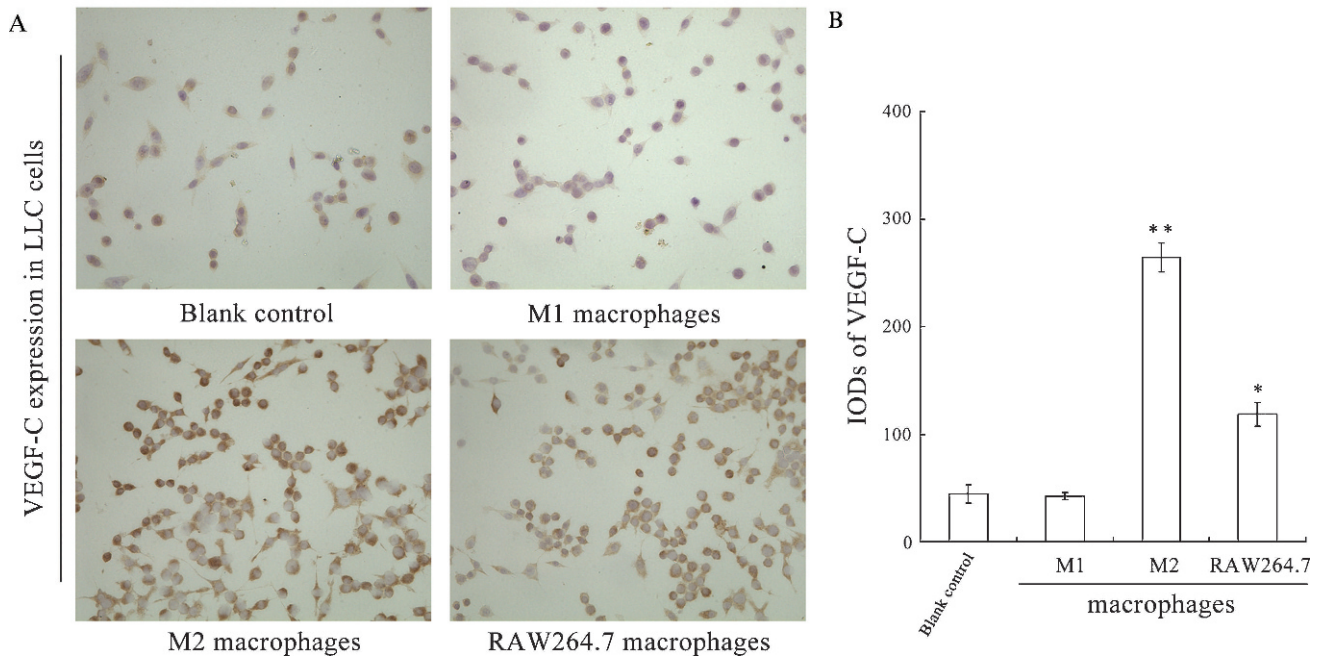 A
VEGF-C expression in LLC cells
Blank control
M1 macrophages
M2 macrophages
RAW264.7 macrophages
B
IODs of VEGF-C
400
300
200
100
0
**
*
Blank control
M1
M2
RAW264.7
macrophages